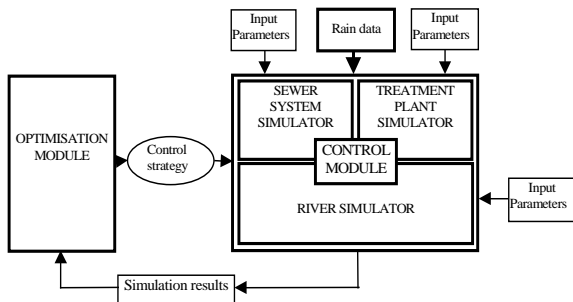 Input
Parameters
Rain data
Input
Parameters
SEWER
SYSTEM
SIMULATOR
TREATMENT
PLANT
SIMULATOR
OPTIMISATION
MODULE
Control
strategy
CONTROL
MODULE
RIVER SIMULATOR
Input
Parameters
Simulation results